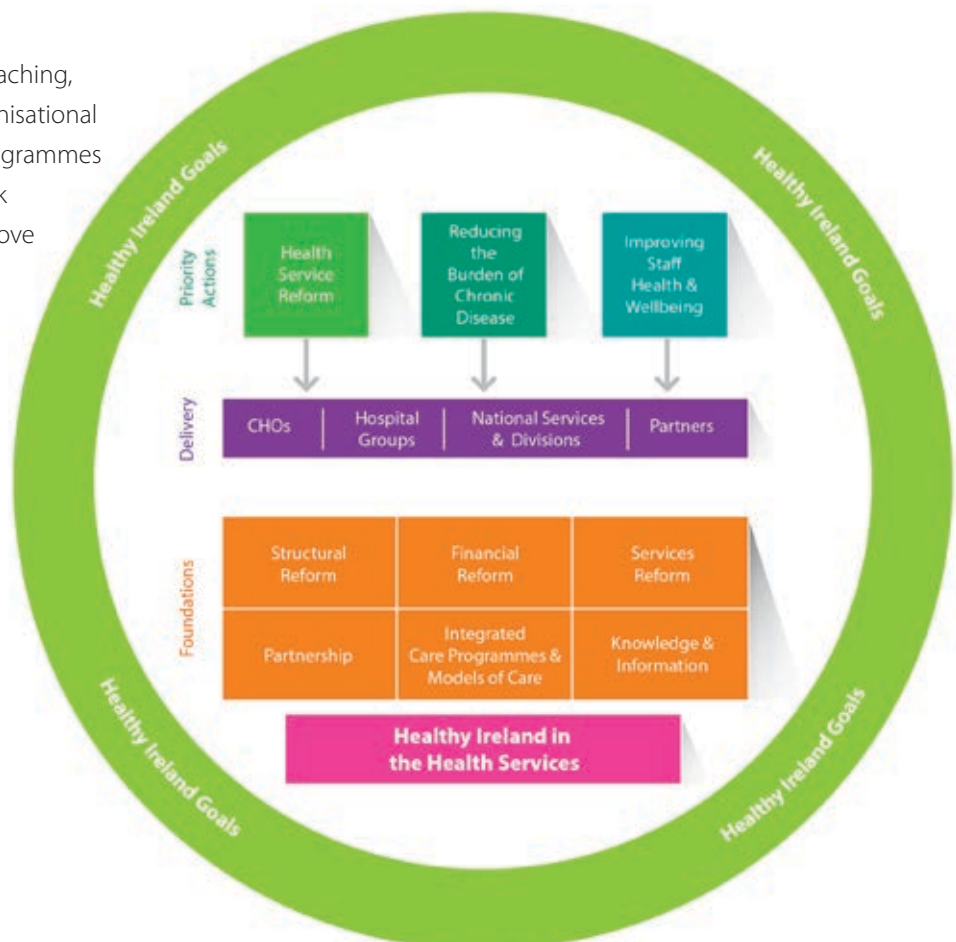 aching,
nisational
grammes
k
ove
Healthy Ireland Goals
Healthy Ireland Goals
Priority
Actions
Health
Service
Reform
Reducing
the
Burden of
Chronic
Disease
Improving
Staff
Health &
Wellbeing
Delivery
CHOs
Hospital
Groups
National Services
& Divisions
Partners
Foundations
Structural
Reform
Financial
Reform
Services
Reform
Partnership
Integrated
Care Programmes &
Models of Care
Knowledge &
Information
Healthy Ireland in
the Health Services
Healthy Ireland Goals
Healthy Ireland Goals